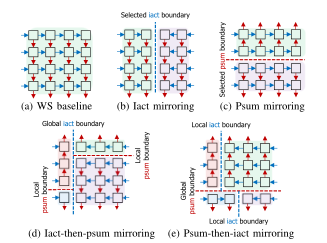 Selected iact boundary
Selected
psum boundary
(a) WS baseline
(b) Iact mirroring
(c) Psum mirroring
Global iact boundary
Local iact boundary
Local
psum boundary
Local
psum boundary
Global
psum boundary
Local iact boundary
(d) Iact-then-psum mirroring
(e) Psum-then-iact mirroring